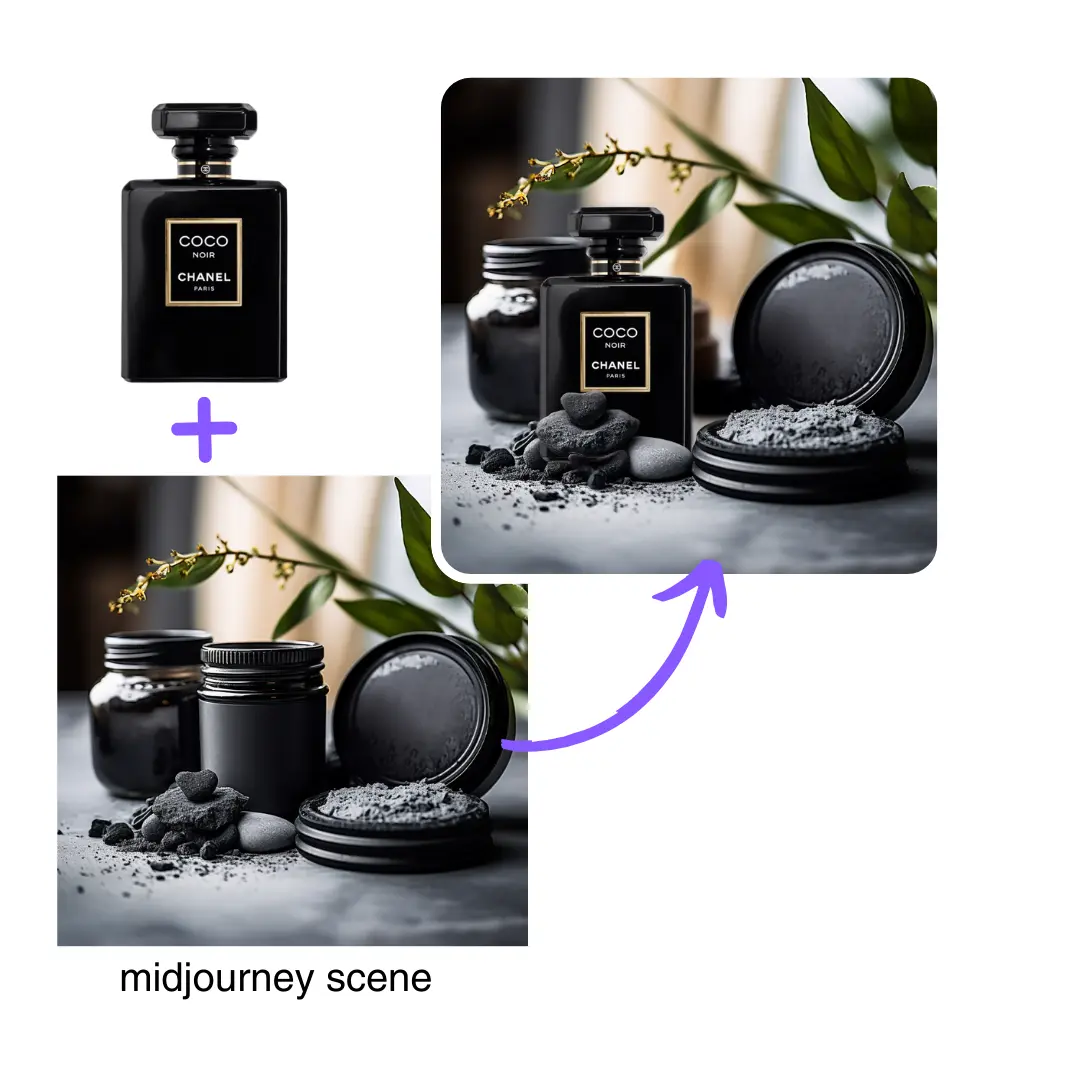 COCO
NOIR
CHANEL
PARIS
COCO
NOIR
CHANEL
PARIS
midjourney scene